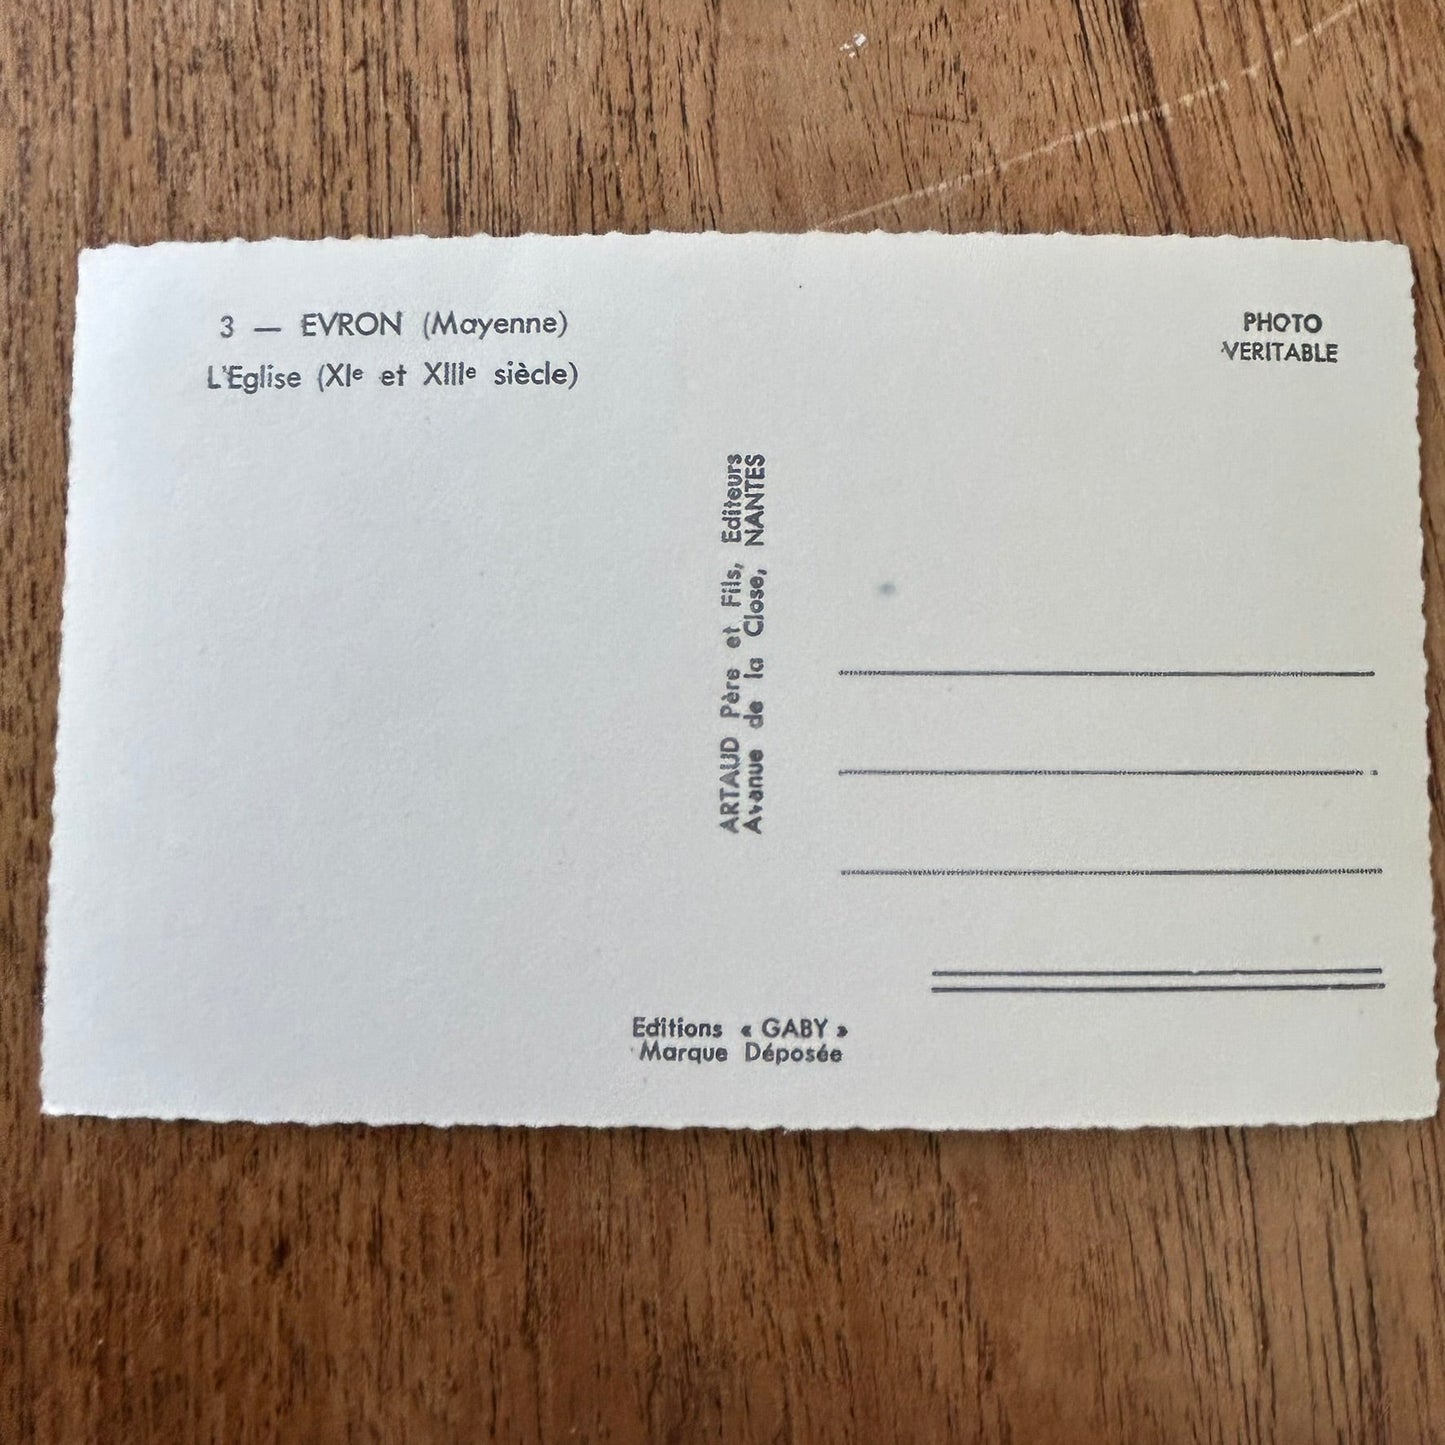 3 — EVRON (Mayenne)
L'Eglise (XIe et XIIIe siècle)
PHOTO
VERITABLE
ARTAUD Père et Fils, Editeurs
Avenue de la Close, NANTES
Editions « GABY »
Marque Déposée